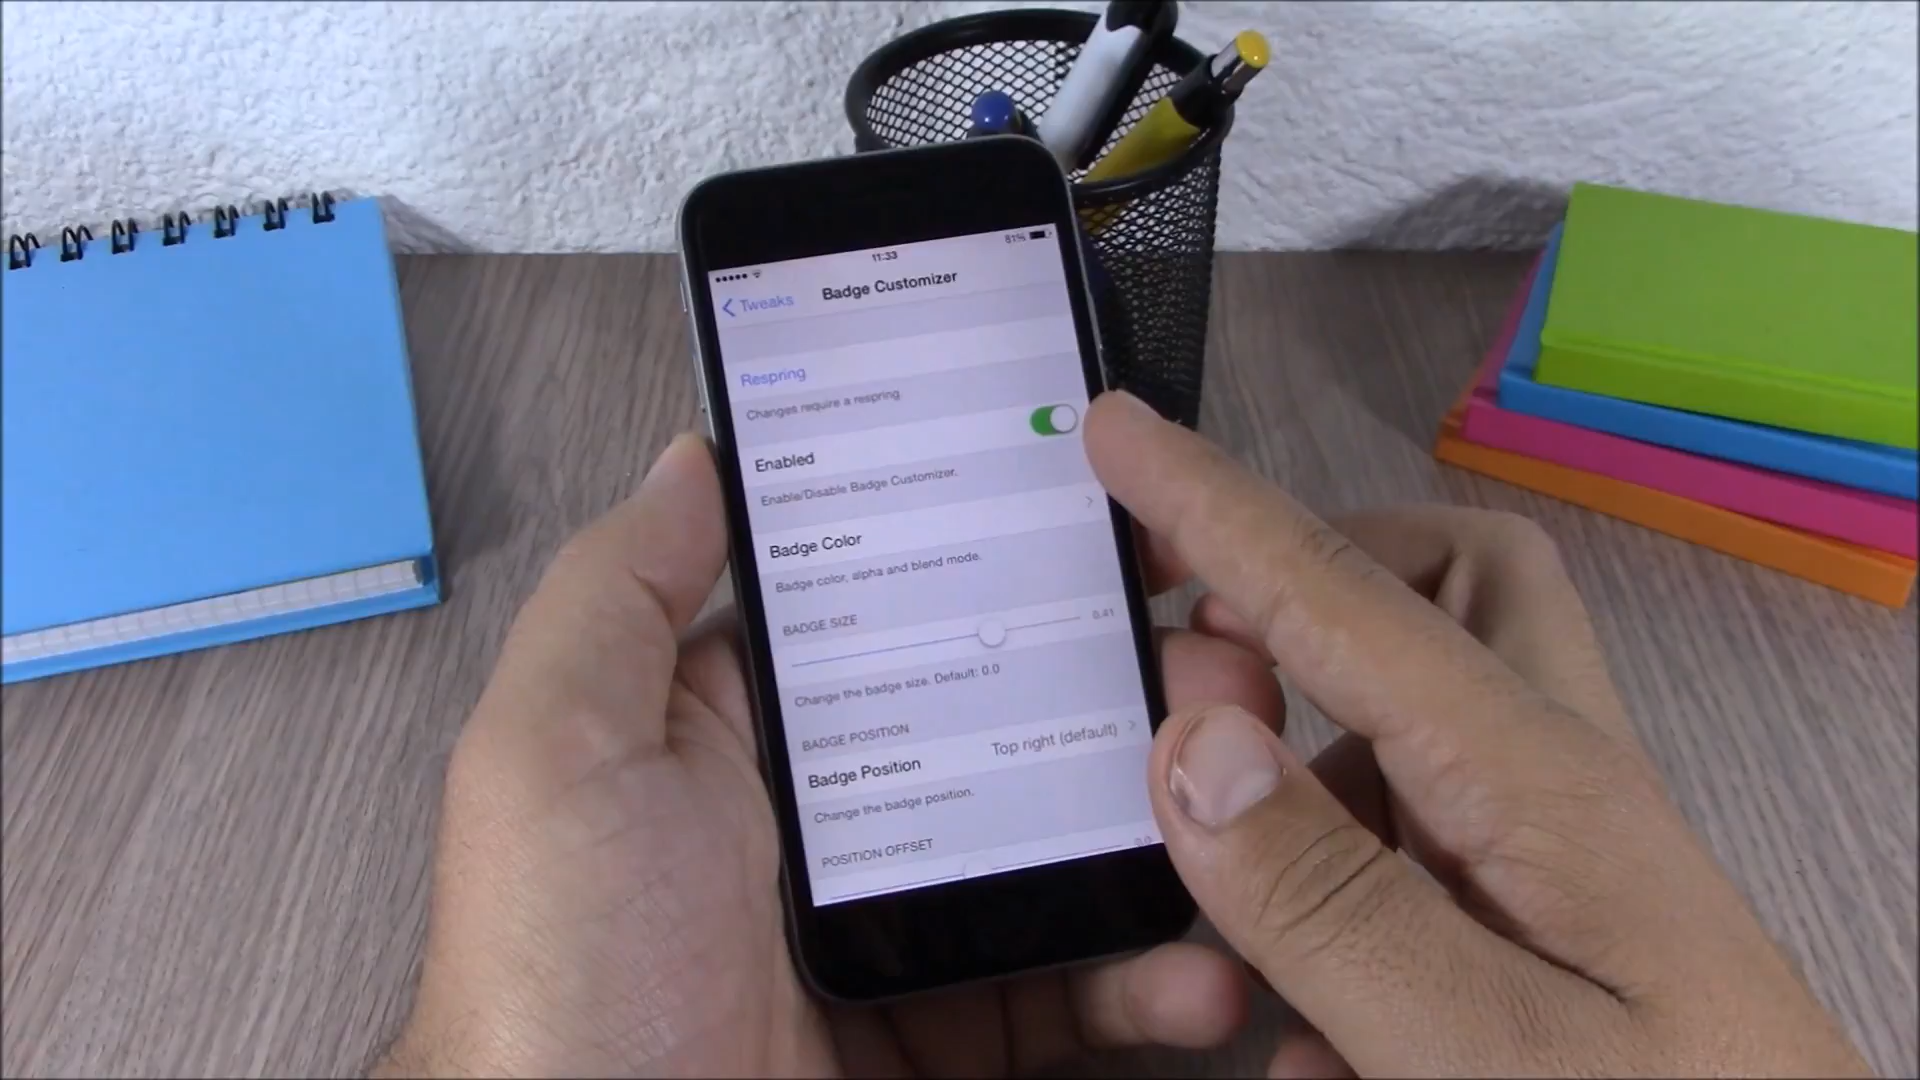 11:33
81%
Tweaks
Badge Customizer
Respring
Changes require a respring
Enabled
Enable/Disable Badge Customizer.
Badge Color
Badge color, alpha and blend mode.
BADGE SIZE
0.41
Change the badge size. Default: 0.0
BADGE POSITION
Badge Position Top right (default)
Change the badge position.
POSITION OFFSET
0.0